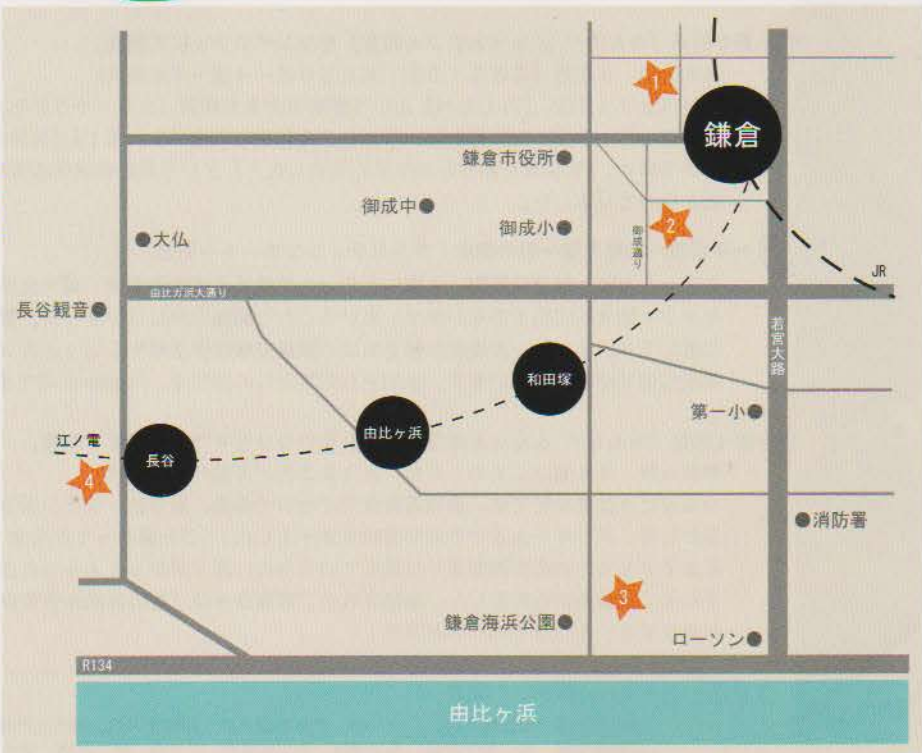 1
鎌倉
鎌倉市役所
御成中
御成小
2
御成通り
大仏
JR
由比ガ浜大通り
長谷観音
若宮大路
和田塚
第一小
由比ヶ浜
江ノ電
長谷
4
消防署
3
鎌倉海浜公園
ローソン
R134
由比ヶ浜